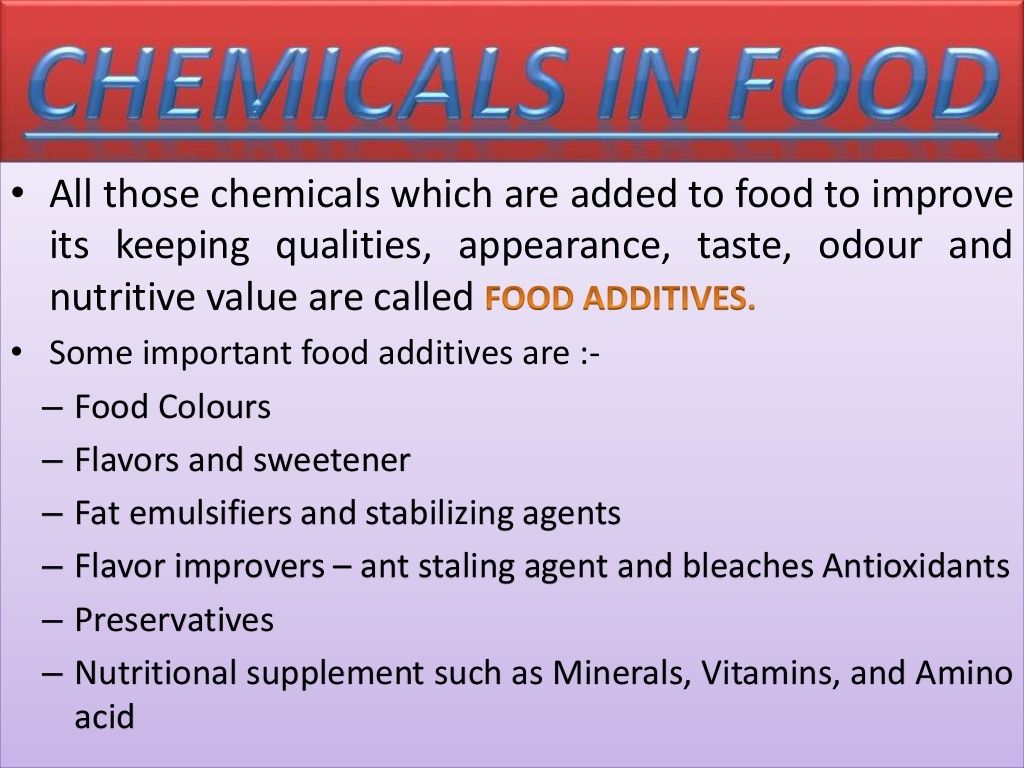 CHEMICALS IN FOOD
• All those chemicals which are added to food to improve
its keeping qualities, appearance, taste, odour and
nutritive value are called FOOD ADDITIVES.
• Some important food additives are :-
– Food Colours
– Flavors and sweetener
– Fat emulsifiers and stabilizing agents
– Flavor improvers – ant staling agent and bleaches Antioxidants
– Preservatives
– Nutritional supplement such as Minerals, Vitamins, and Amino
acid